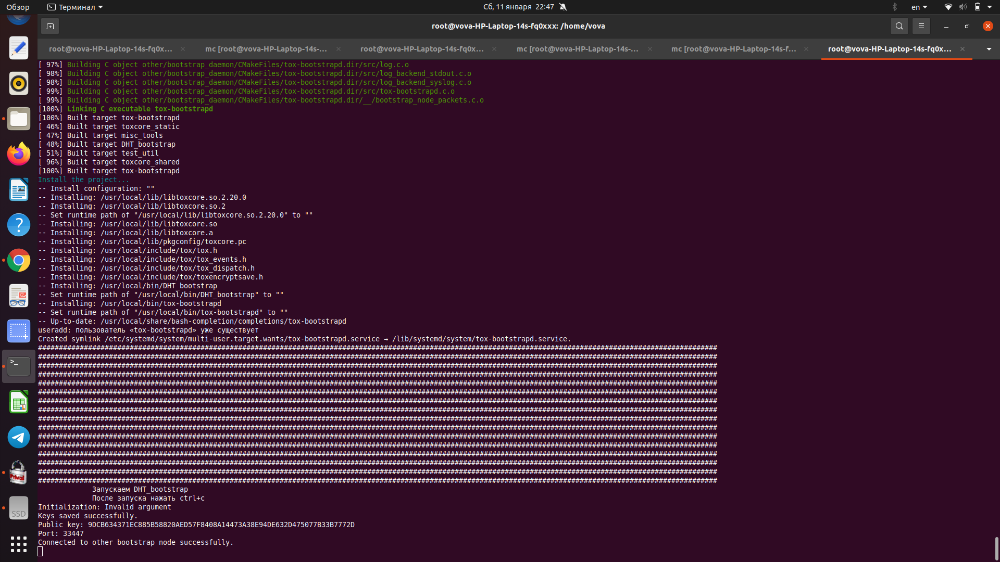 Обзор
Терминал
Сб, 11 января 22:47
en
root@vova-HP-Laptop-14s-fq0xxx: /home/vova
root@vova-HP-Laptop-14s-fq0x...
mc [root@vova-HP-Laptop-14s-...
root@vova-HP-Laptop-14s-fq0x...
mc [root@vova-HP-Laptop-14s-...
mc [root@vova-HP-Laptop-14s-f...
root@vova-HP-Laptop-14s-fq0x...
[ 97%] Building C object other/bootstrap_daemon/CMakeFiles/tox-bootstrapd.dir/src/log.c.o
[ 98%] Building C object other/bootstrap_daemon/CMakeFiles/tox-bootstrapd.dir/src/log_backend_stdout.c.o
[ 98%] Building C object other/bootstrap_daemon/CMakeFiles/tox-bootstrapd.dir/src/log_backend_syslog.c.o
[ 99%] Building C object other/bootstrap_daemon/CMakeFiles/tox-bootstrapd.dir/src/tox-bootstrapd.c.o
[ 99%] Building C object other/bootstrap_daemon/CMakeFiles/tox-bootstrapd.dir/__/bootstrap_node_packets.c.o
[100%] Linking C executable tox-bootstrapd
[100%] Built target tox-bootstrapd
[ 46%] Built target toxcore_static
[ 47%] Built target misc_tools
[ 48%] Built target DHT_bootstrap
[ 51%] Built target test_util
[ 96%] Built target toxcore_shared
[100%] Built target tox-bootstrapd
Install the project...
-- Install configuration: ""
-- Installing: /usr/local/lib/libtoxcore.so.2.20.0
-- Installing: /usr/local/lib/libtoxcore.so.2
-- Set runtime path of "/usr/local/lib/libtoxcore.so.2.20.0" to ""
-- Installing: /usr/local/lib/libtoxcore.so
-- Installing: /usr/local/lib/libtoxcore.a
-- Installing: /usr/local/lib/pkgconfig/toxcore.pc
-- Installing: /usr/local/include/tox/tox.h
-- Installing: /usr/local/include/tox/tox_events.h
-- Installing: /usr/local/include/tox/tox_dispatch.h
-- Installing: /usr/local/include/tox/toxencryptsave.h
-- Installing: /usr/local/bin/DHT_bootstrap
-- Set runtime path of "/usr/local/bin/DHT_bootstrap" to ""
-- Installing: /usr/local/bin/tox-bootstrapd
-- Set runtime path of "/usr/local/bin/tox-bootstrapd" to ""
-- Up-to-date: /usr/local/share/bash-completion/completions/tox-bootstrapd
useradd: пользователь «tox-bootstrapd» уже существует
Created symlink /etc/systemd/system/multi-user.target.wants/tox-bootstrapd.service → /lib/systemd/system/tox-bootstrapd.service.
Запускаем DHT_bootstrap
После запуска нажать ctrl+c
Initialization: Invalid argument
Keys saved successfully.
Public key: 9DCB634371EC885B58820AED57F8408A14473A38E94DE632D475077B33B7772D
Port: 33447
Connected to other bootstrap node successfully.
SSD